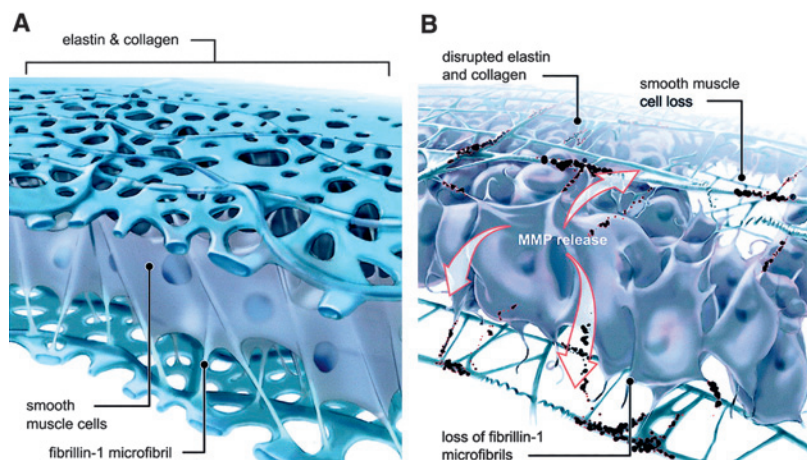 A
elastin & collagen
smooth
muscle cells
fibrillin-1 microfibril
B
disrupted elastin
and collagen
smooth muscle
cell loss
MMP release
loss of fibrillin-1
microfibrils